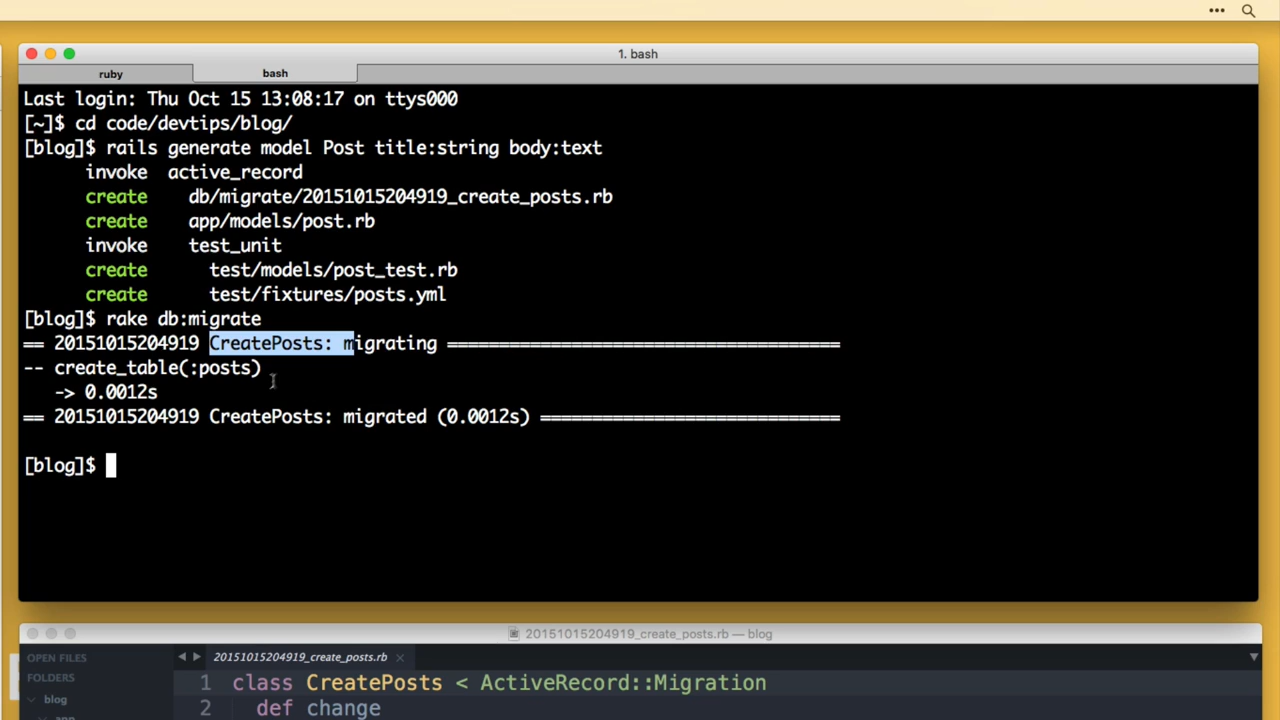 1. bash
ruby
bash
Last login: Thu Oct 15 13:08:17 on ttys000
[~]$ cd code/devtips/blog/
[blog]$ rails generate model Post title:string body:text
invoke active_record
create db/migrate/20151015204919_create_posts.rb
create app/models/post.rb
invoke test_unit
create test/models/post_test.rb
create test/fixtures/posts.yml
[blog]$ rake db:migrate
== 20151015204919 CreatePosts: migrating ======================================
-- create_table(:posts)
-> 0.0012s
== 20151015204919 CreatePosts: migrated (0.0012s) =============================
[blog]$
20151015204919_create_posts.rb — blog
OPEN FILES
20151015204919_create_posts.rb
FOLDERS
blog
app
1 class CreatePosts < ActiveRecord::Migration
2 def change